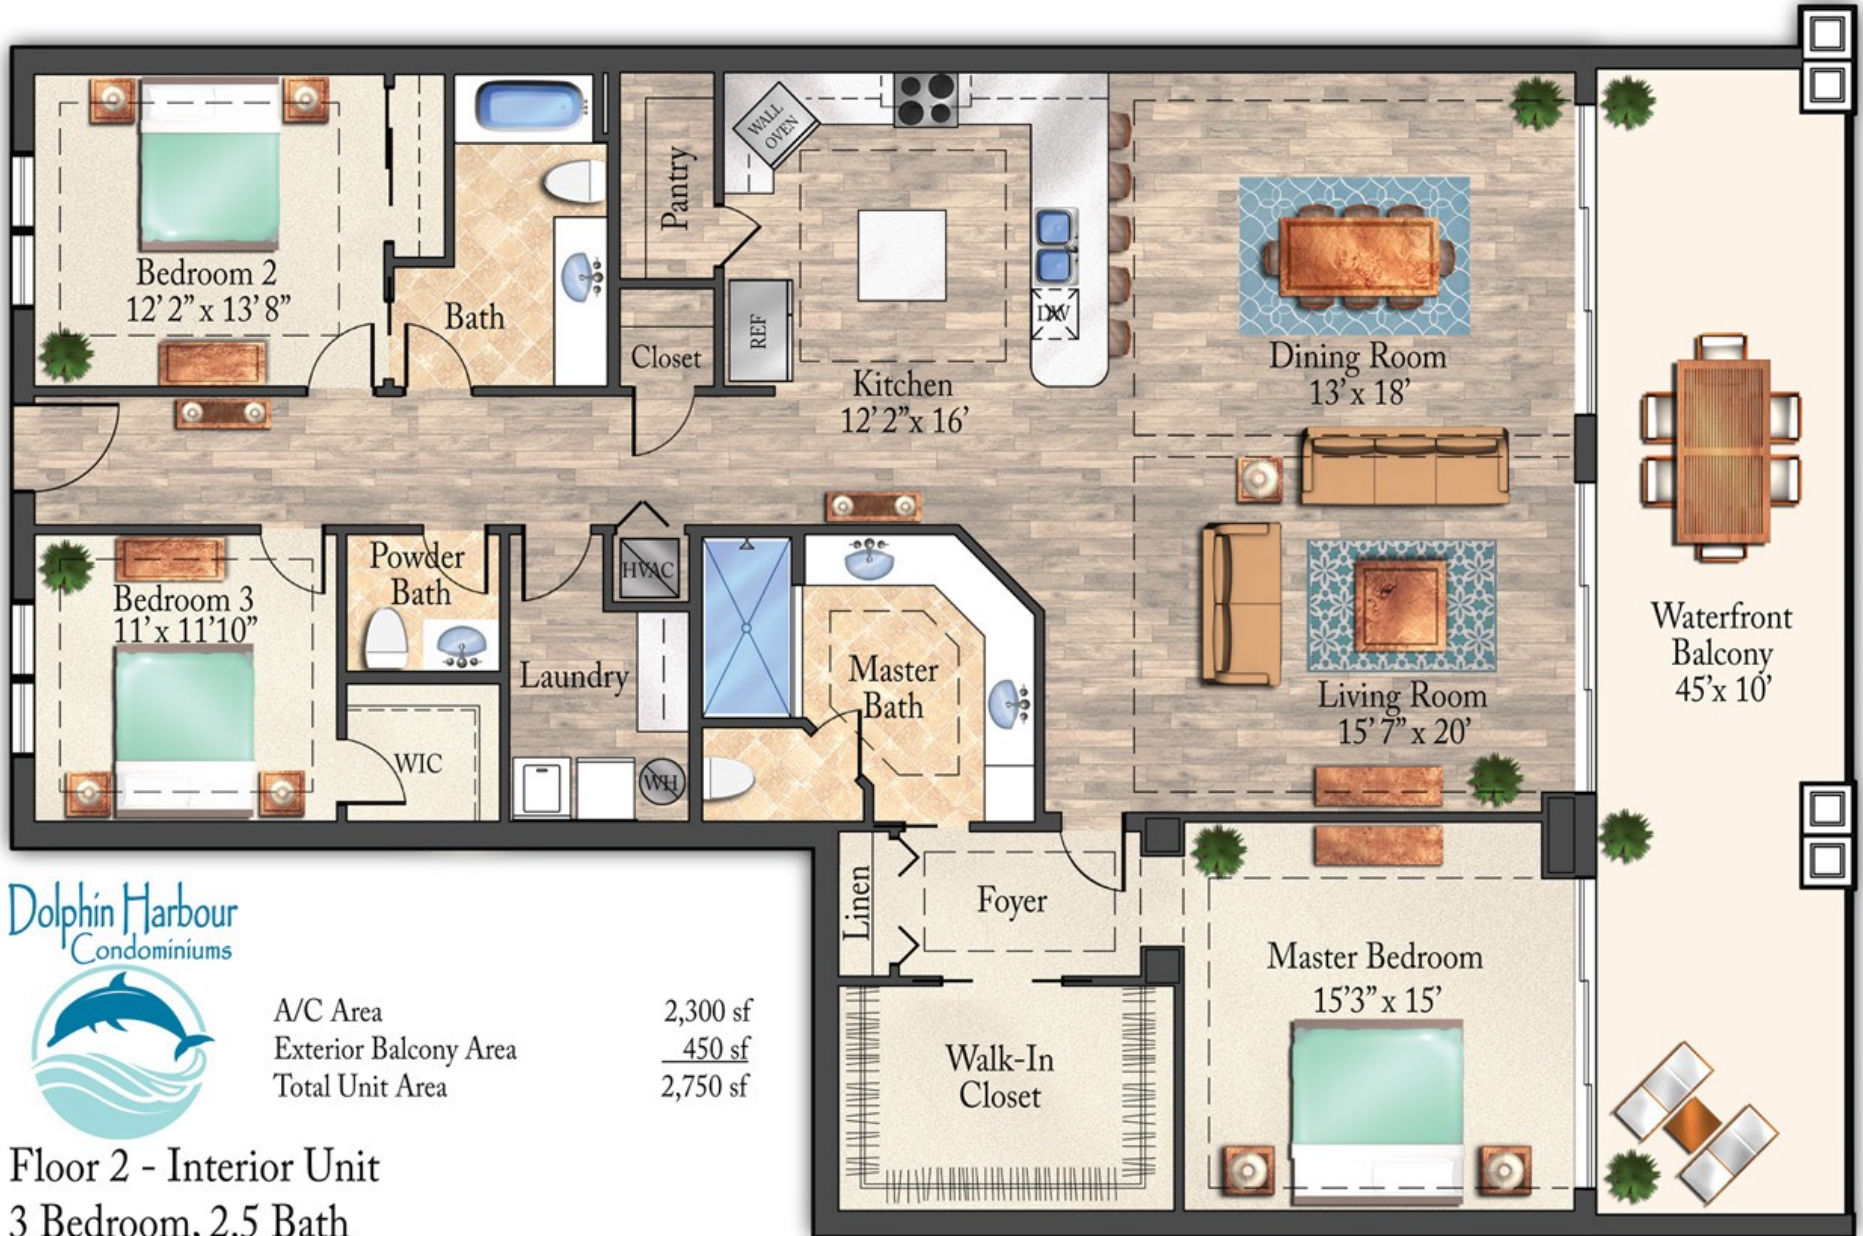 Bedroom 2
12' 2" x 13' 8"
Bath
Pantry
Closet
WALL
OVEN
REF
DW
Kitchen
12' 2" x 16'
Dining Room
13' x 18'
Bedroom 3
11' x 11'10"
Powder
Bath
WIC
Laundry
HVAC
WH
Master
Bath
Living Room
15' 7" x 20'
Waterfront
Balcony
45'x 10'
Linen
Foyer
Walk-In
Closet
Master Bedroom
15'3" x 15'
Dolphin Harbour
Condominiums
A/C Area 2,300 sf
Exterior Balcony Area 450 sf
Total Unit Area 2,750 sf
Floor 2 - Interior Unit
3 Bedroom, 2.5 Bath